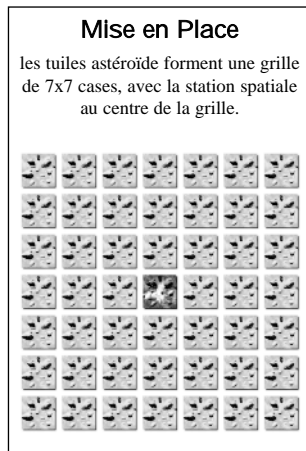 Mise en Place
les tuiles astéroïde forment une grille
de 7x7 cases, avec la station spatiale
au centre de la grille.